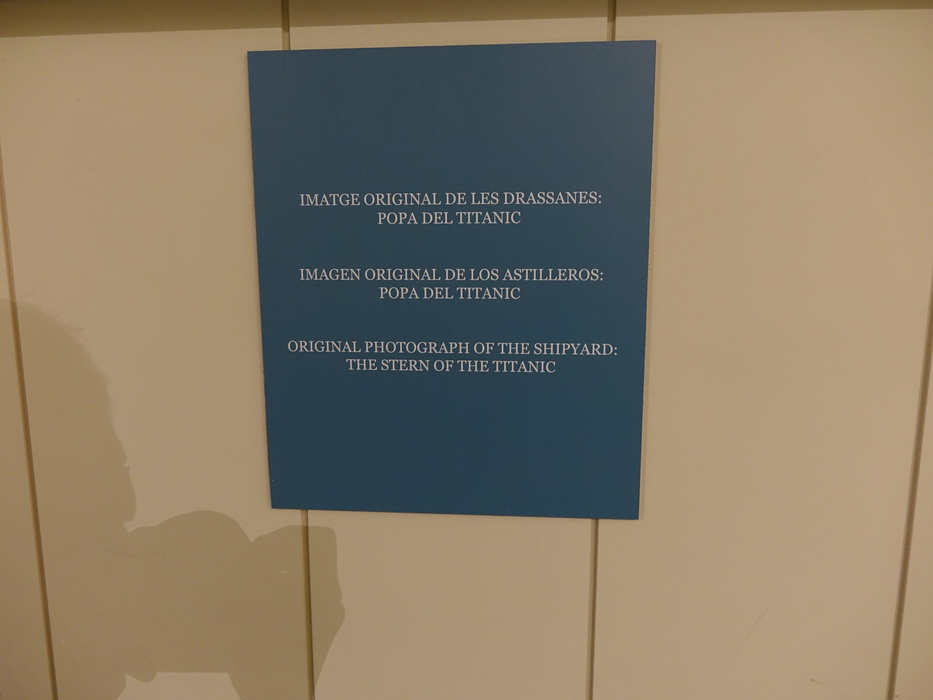 IMATGE ORIGINAL DE LES DRASSANES:
POPA DEL TITANIC
IMAGEN ORIGINAL DE LOS ASTILLEROS:
POPA DEL TITANIC
ORIGINAL PHOTOGRAPH OF THE SHIPYARD:
THE STERN OF THE TITANIC